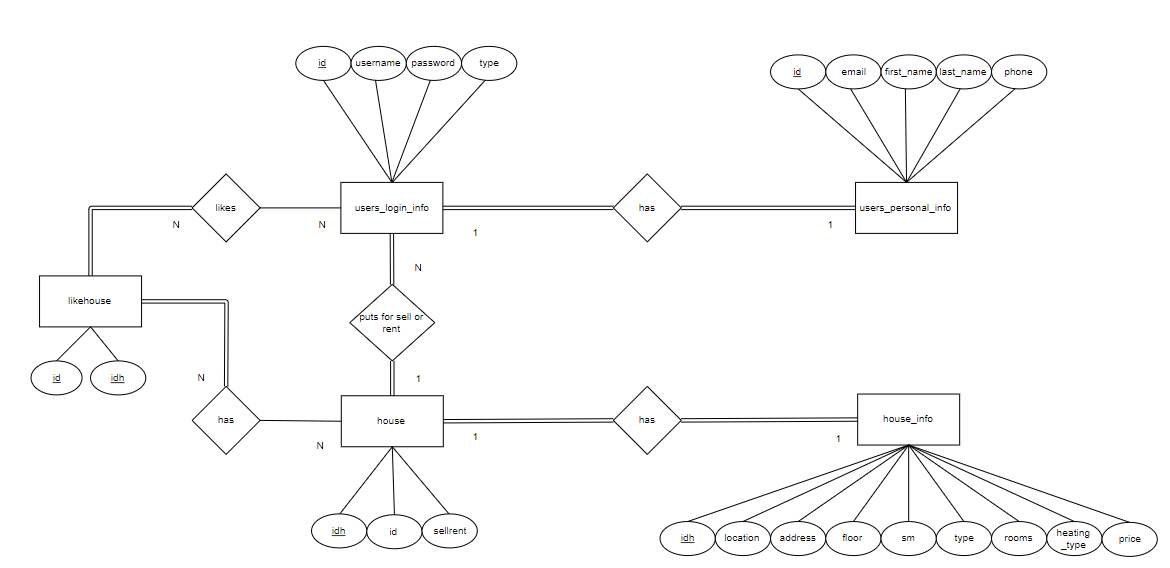 id username password type
id email first_name last_name phone
likes
users_login_info
has
users_personal_info
N
N
1
1
N
likehouse
puts for sell or
rent
id
idh
N
1
has
house
has
house_info
N
1
1
idh
id
sellrent
idh
location
address
floor
sm
type
rooms
heating
_type
price